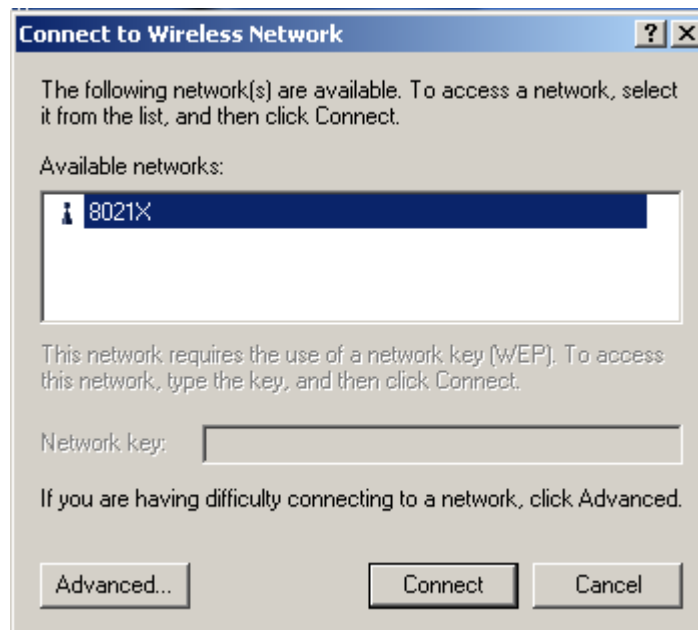 Connect to Wireless Network
The following network(s) are available. To access a network, select
it from the list, and then click Connect.
Available networks:
8021X
This network requires the use of a network key (WEP). To access
this network, type the key, and then click Connect.
Network key:
If you are having difficulty connecting to a network, click Advanced.
Advanced... Connect Cancel